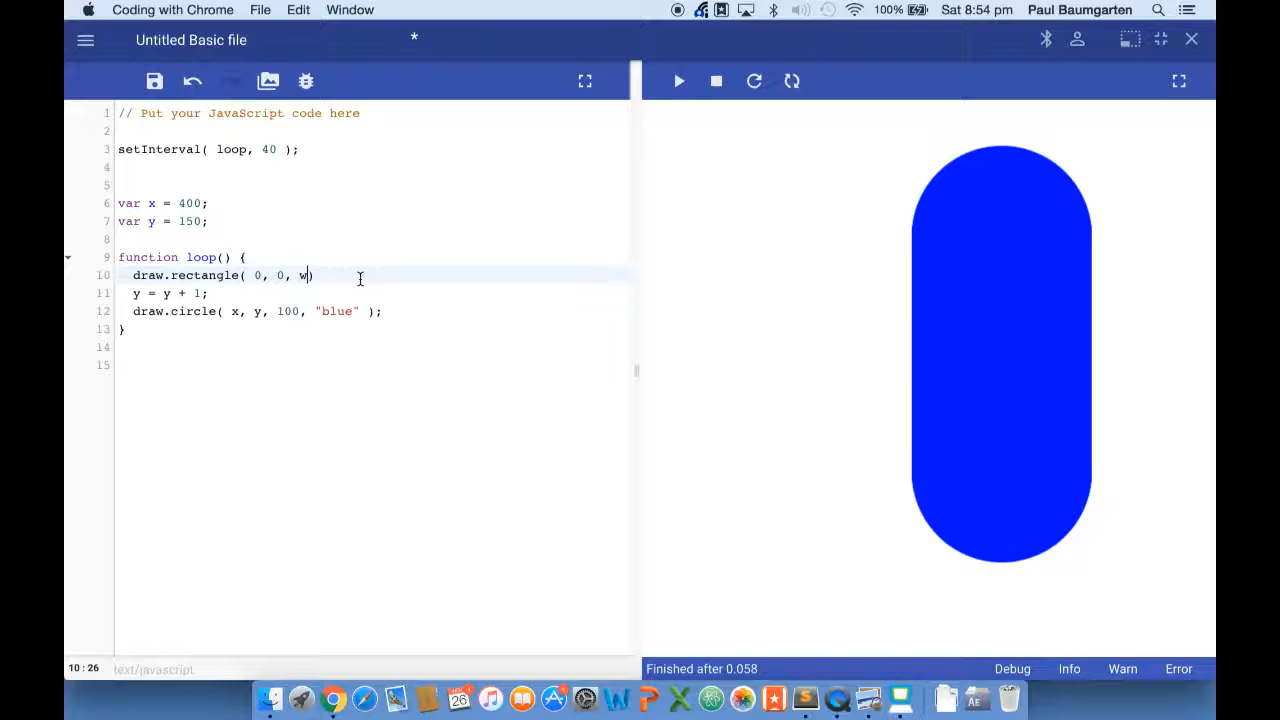 Coding with Chrome File Edit Window 100% Sat 8:54 pm Paul Baumgarten
Untitled Basic file *
1 // Put your JavaScript code here
2
3 setInterval( loop, 40 );
4
5
6 var x = 400;
7 var y = 150;
8
9 function loop() {
10 draw.rectangle( 0, 0, w)
11 y = y + 1;
12 draw.circle( x, y, 100, "blue" );
13 }
14
15
10 : 26 text/javascript Finished after 0.058 Debug Info Warn Error